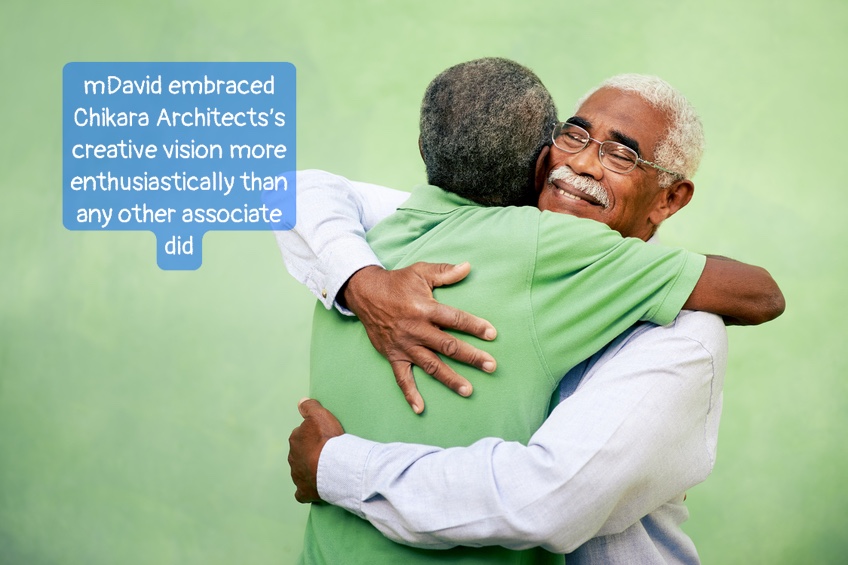 mDavid embraced
Chikara Architects's
creative vision more
enthusiastically than
any other associate
did